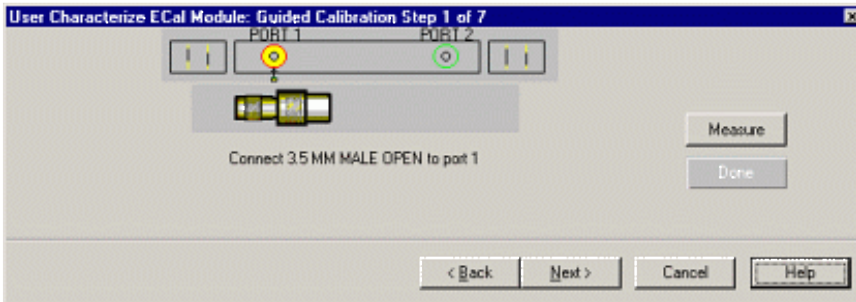 User Characterize ECal Module: Guided Calibration Step 1 of 7
PORT 1 PORT 2
Connect 3.5 MM MALE OPEN to port 1
Measure
Done
< Back Next > Cancel Help